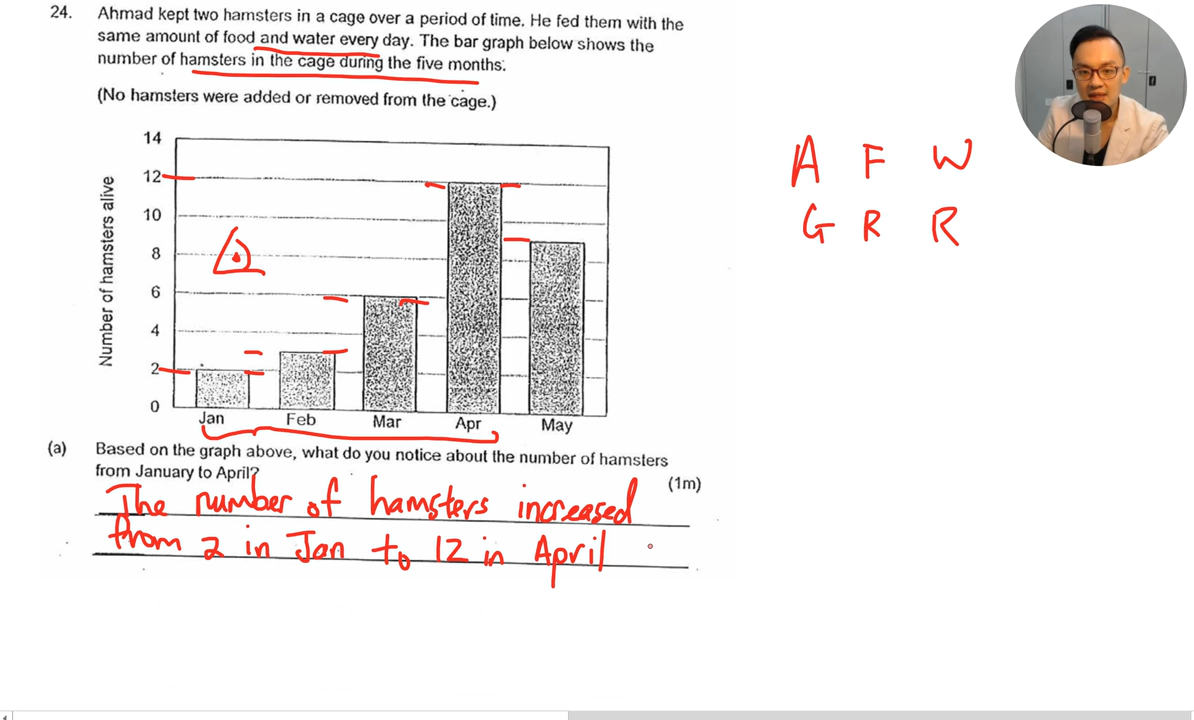 24. Ahmad kept two hamsters in a cage over a period of time. He fed them with the
same amount of food and water every day. The bar graph below shows the
number of hamsters in the cage during the five months.
(No hamsters were added or removed from the cage.)
A F W
G R R
Number of hamsters alive
14
12
10
8
6
4
2
0
Jan Feb Mar Apr May
(a) Based on the graph above, what do you notice about the number of hamsters
from January to April?
(1m)
The number of hamsters increased
from 2 in Jan to 12 in April